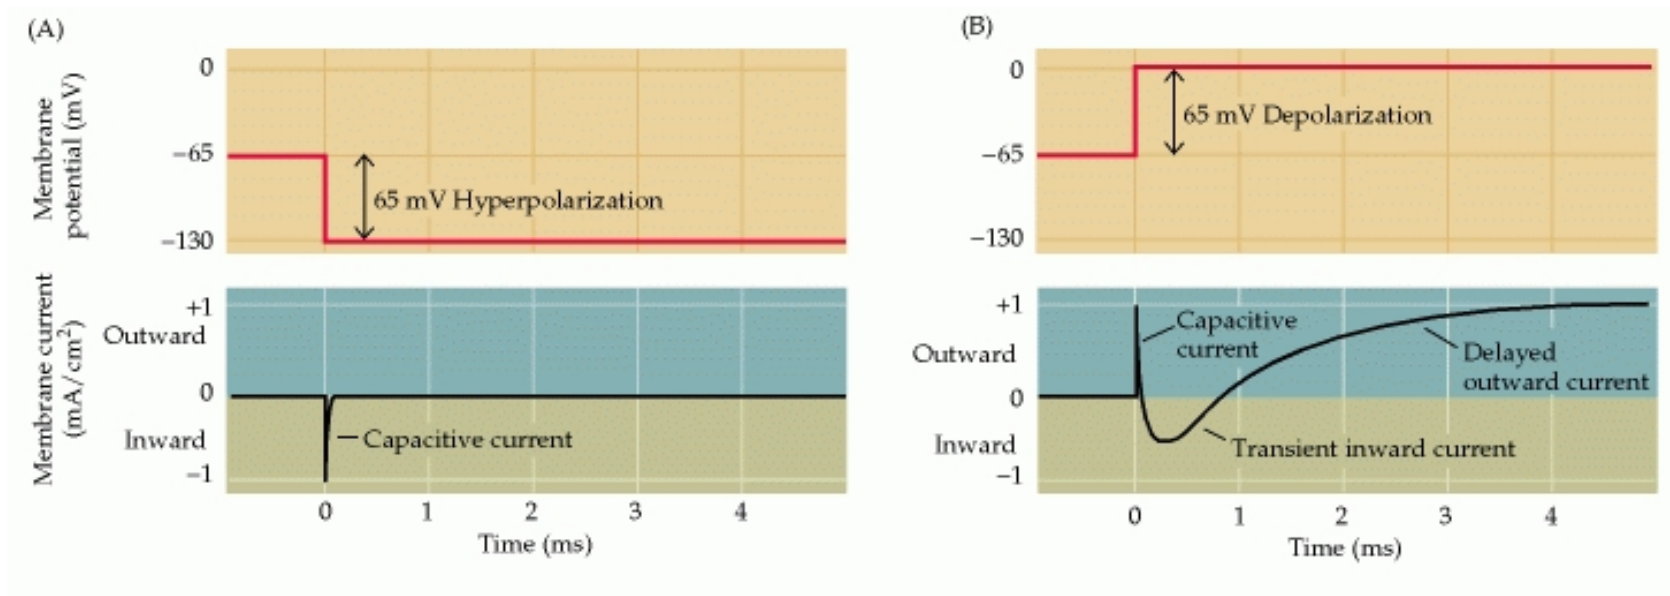 (A)
Membrane
potential (mV)
0
−65
−130
65 mV Hyperpolarization
Membrane current
(mA/cm²)
+1
Outward
0
Inward
−1
Capacitive current
0 1 2 3 4
Time (ms)
(B)
0
−65
−130
65 mV Depolarization
+1
Outward
0
Inward
−1
Capacitive
current
Delayed
outward current
Transient inward current
0 1 2 3 4
Time (ms)